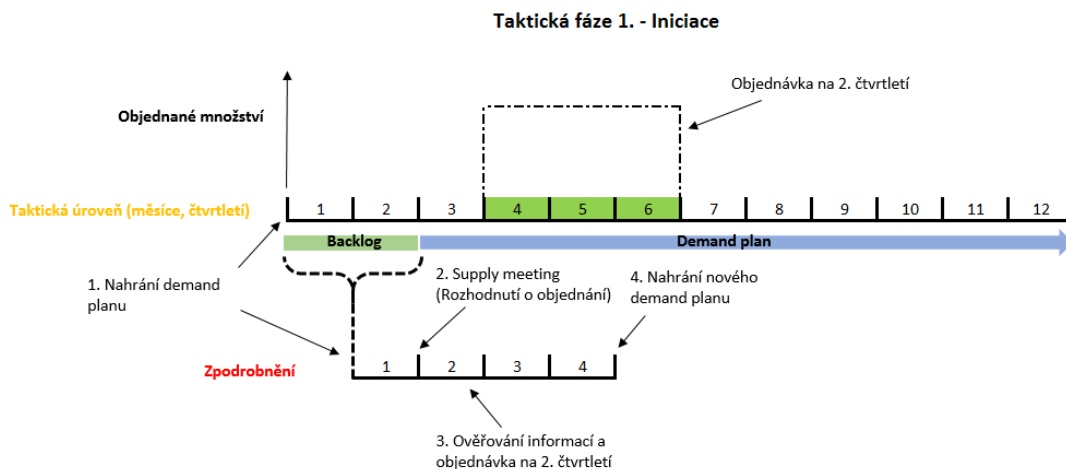 Taktická fáze 1. - Iniciace
Objednávka na 2. čtvrtletí
Objednané množství
Taktická úroveň (měsíce, čtvrtletí)
1 2 3 4 5 6 7 8 9 10 11 12
Backlog
Demand plan
1. Nahrání demand
planu
2. Supply meeting
(Rozhodnutí o objednání)
4. Nahrání nového
demand planu
Zpodrobnění
1 2 3 4
3. Ověřování informací a
objednávka na 2. čtvrtletí